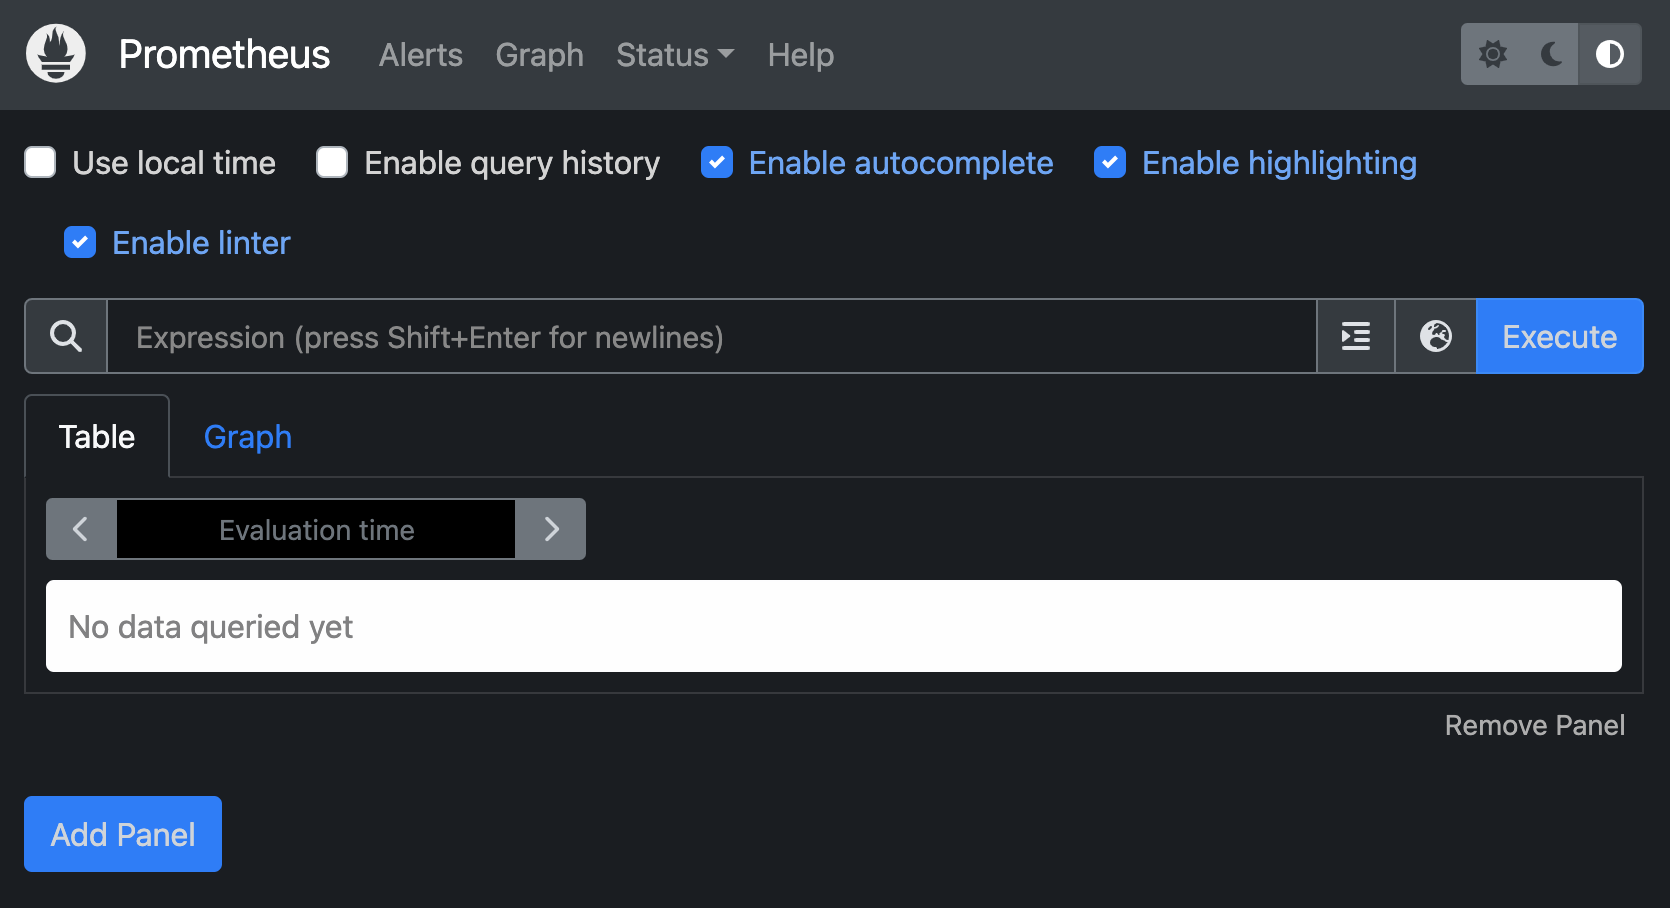 Prometheus Alerts Graph Status Help
Use local time Enable query history Enable autocomplete Enable highlighting
Enable linter
Expression (press Shift+Enter for newlines) Execute
Table Graph
Evaluation time
No data queried yet
Remove Panel
Add Panel